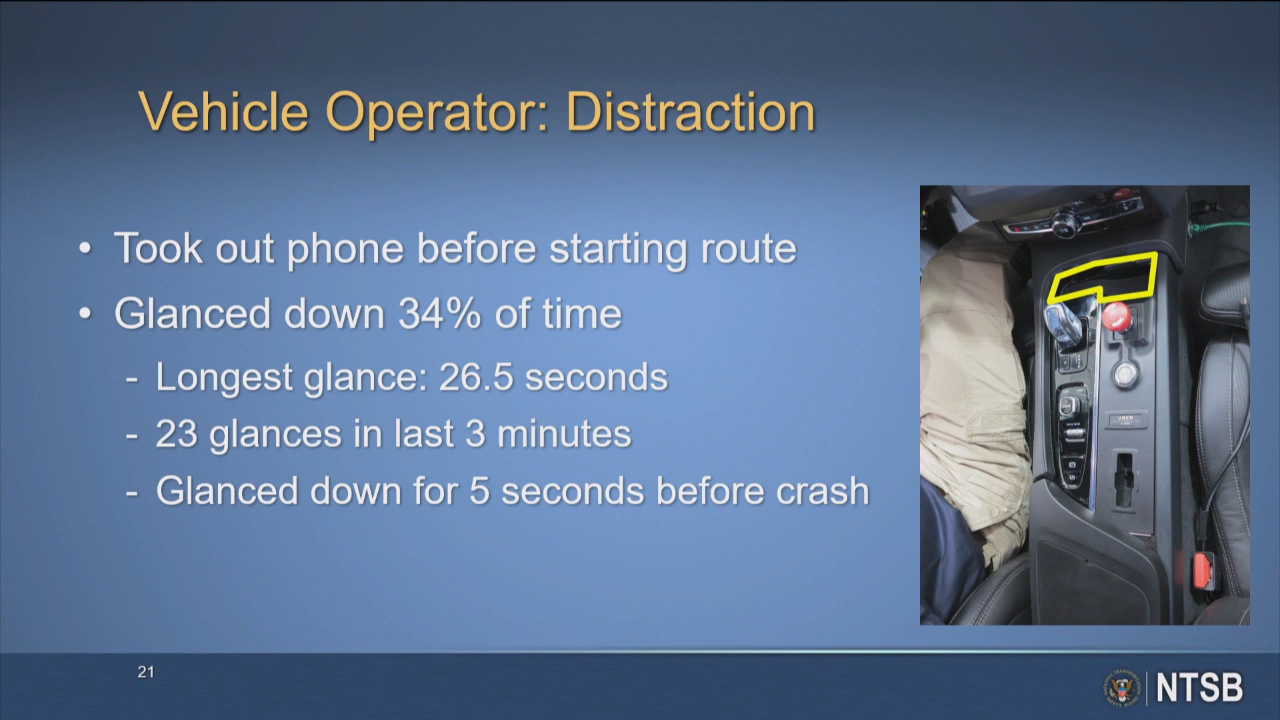 Vehicle Operator: Distraction
• Took out phone before starting route
• Glanced down 34% of time
- Longest glance: 26.5 seconds
- 23 glances in last 3 minutes
- Glanced down for 5 seconds before crash
UBER
21
NTSB